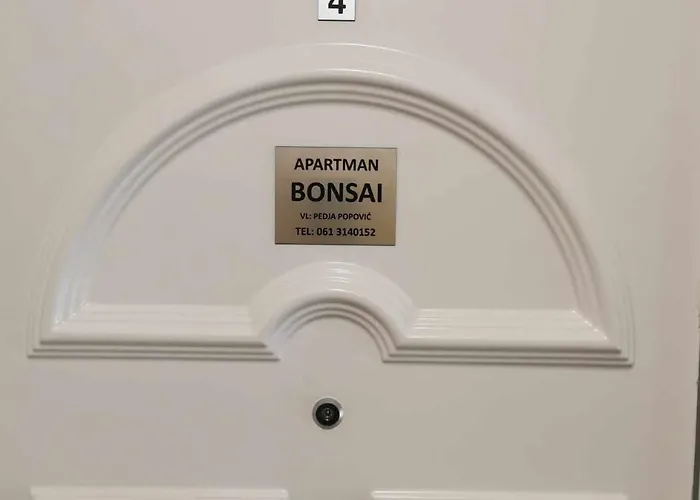 4
APARTMAN
BONSAI
VL: PEDJA POPOVIĆ
TEL: 061 3140152